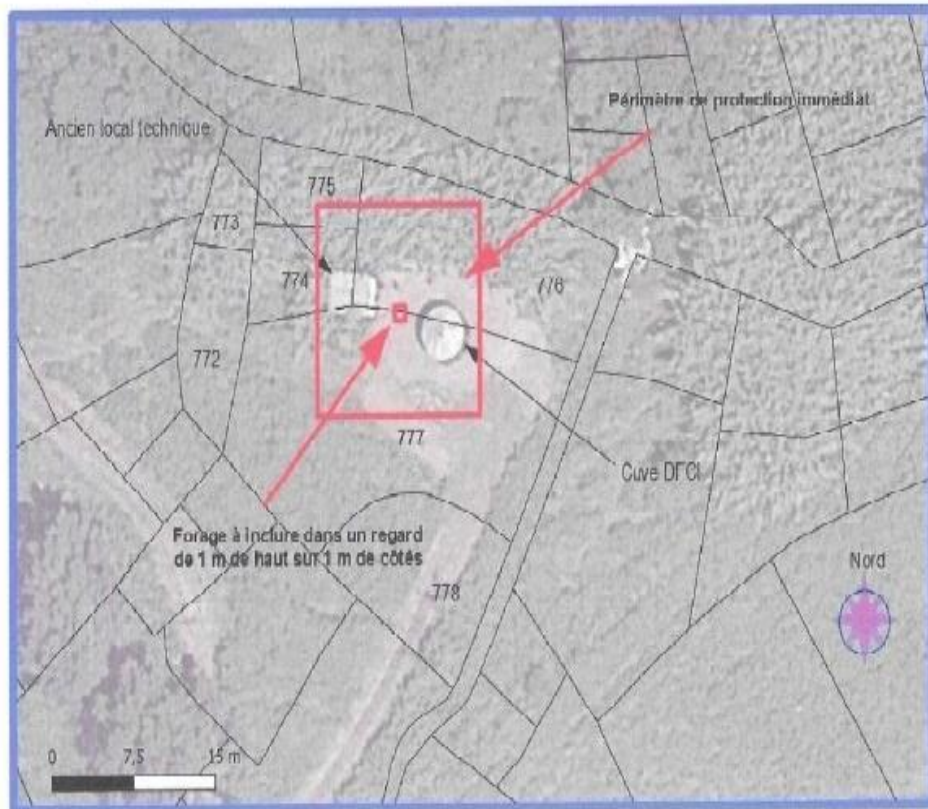 Périmètre de protection immédiat
Ancien local technique
775
773
774
776
772
777
Cuve DFCI
Forage à inclure dans un regard
de 1 m de haut sur 1 m de côtés
Nord
778
0 7,5 15 m